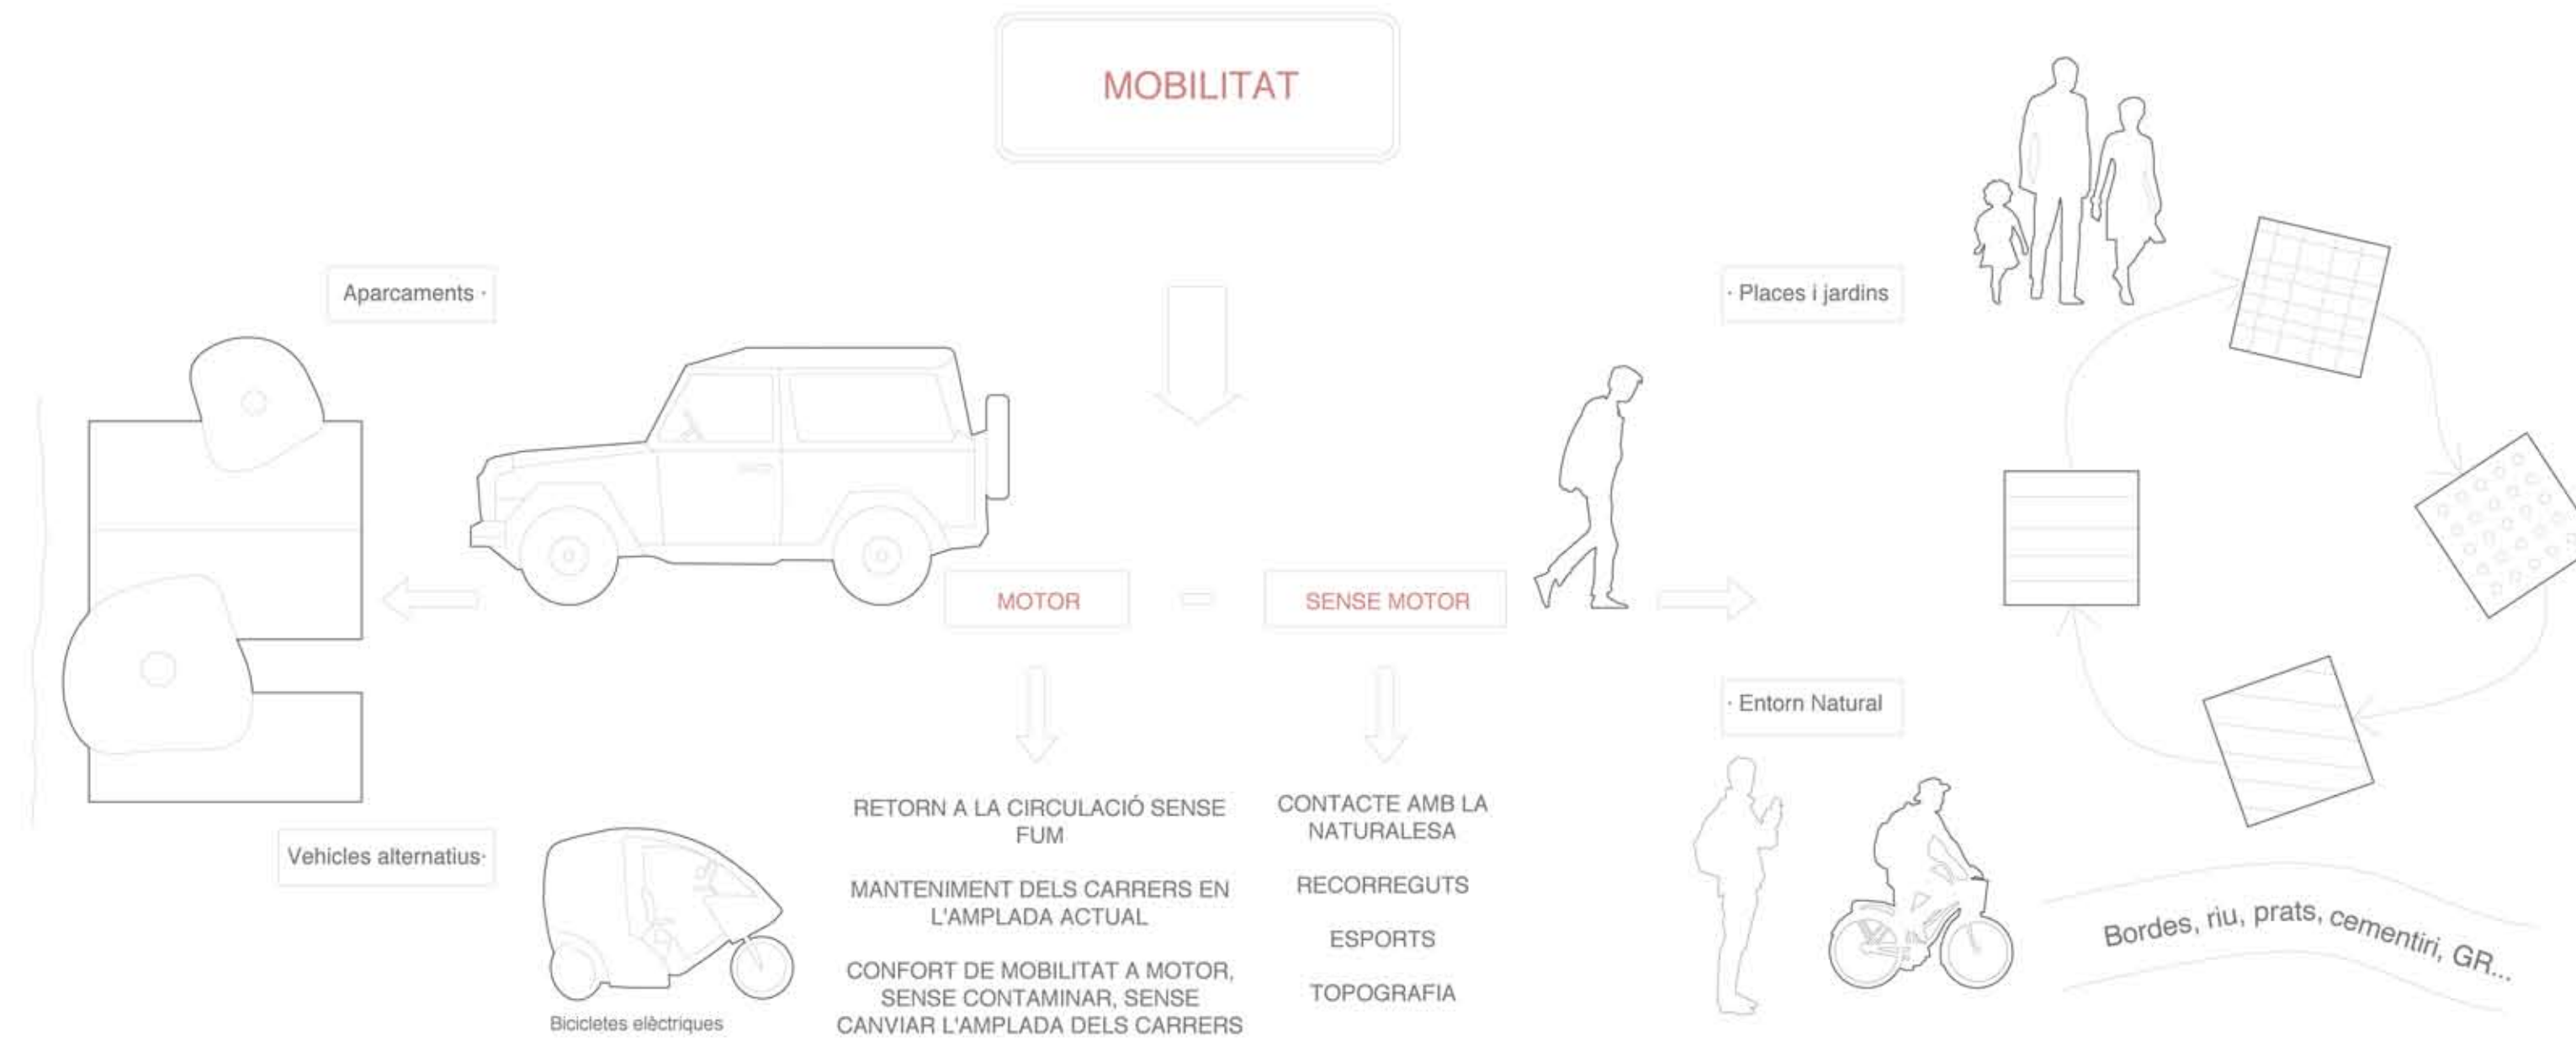 MOBILITAT
Aparcaments ·
· Places i jardins
MOTOR
SENSE MOTOR
· Entorn Natural
RETORN A LA CIRCULACIÓ SENSE
FUM
MANTENIMENT DELS CARRERS EN
L'AMPLADA ACTUAL
CONFORT DE MOBILITAT A MOTOR,
SENSE CONTAMINAR, SENSE
CANVIAR L'AMPLADA DELS CARRERS
CONTACTE AMB LA
NATURALESA
RECORREGUTS
ESPORTS
TOPOGRAFIA
Vehicles alternatius·
Bicicletes elèctriques
Bordes, riu, prats, cementiri, GR...